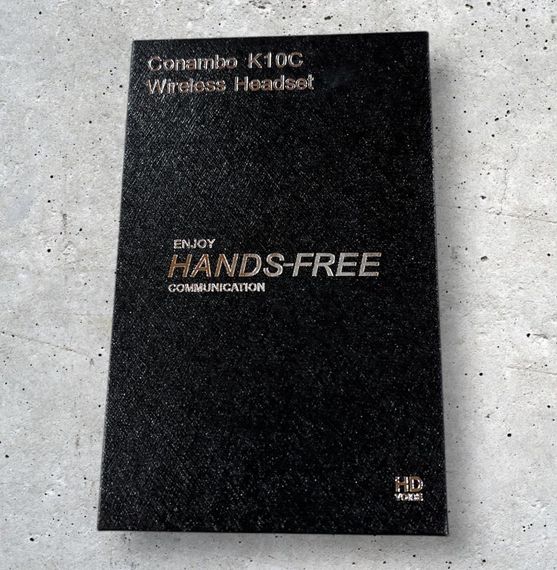 Conambo K10C
Wireless Headset
ENJOY
HANDS-FREE
COMMUNICATION
HD
VOICE